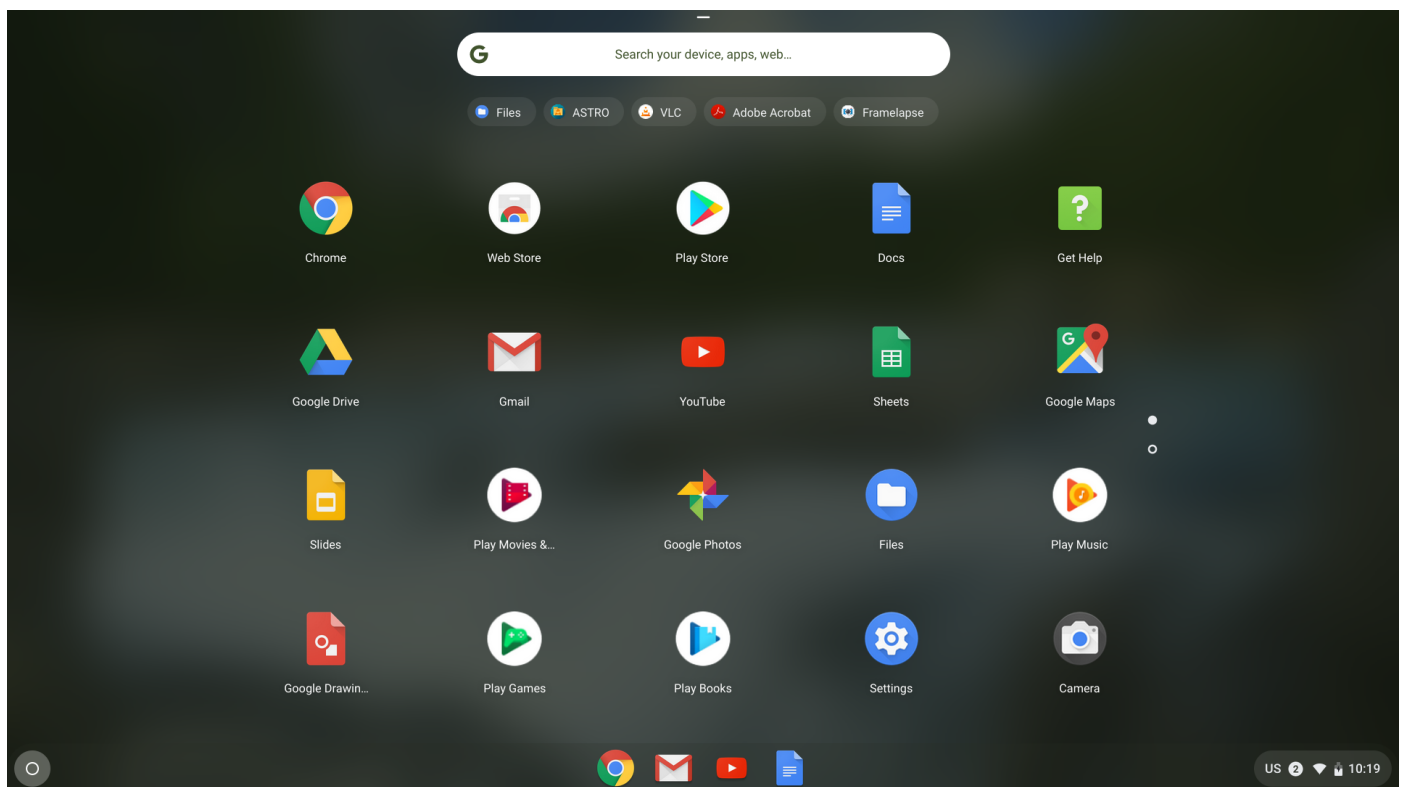 G Search your device, apps, web…
Files ASTRO VLC Adobe Acrobat Framelapse
Chrome Web Store Play Store Docs Get Help
Google Drive Gmail YouTube Sheets Google Maps
Slides Play Movies &… Google Photos Files Play Music
Google Drawin… Play Games Play Books Settings Camera
US 2 10:19